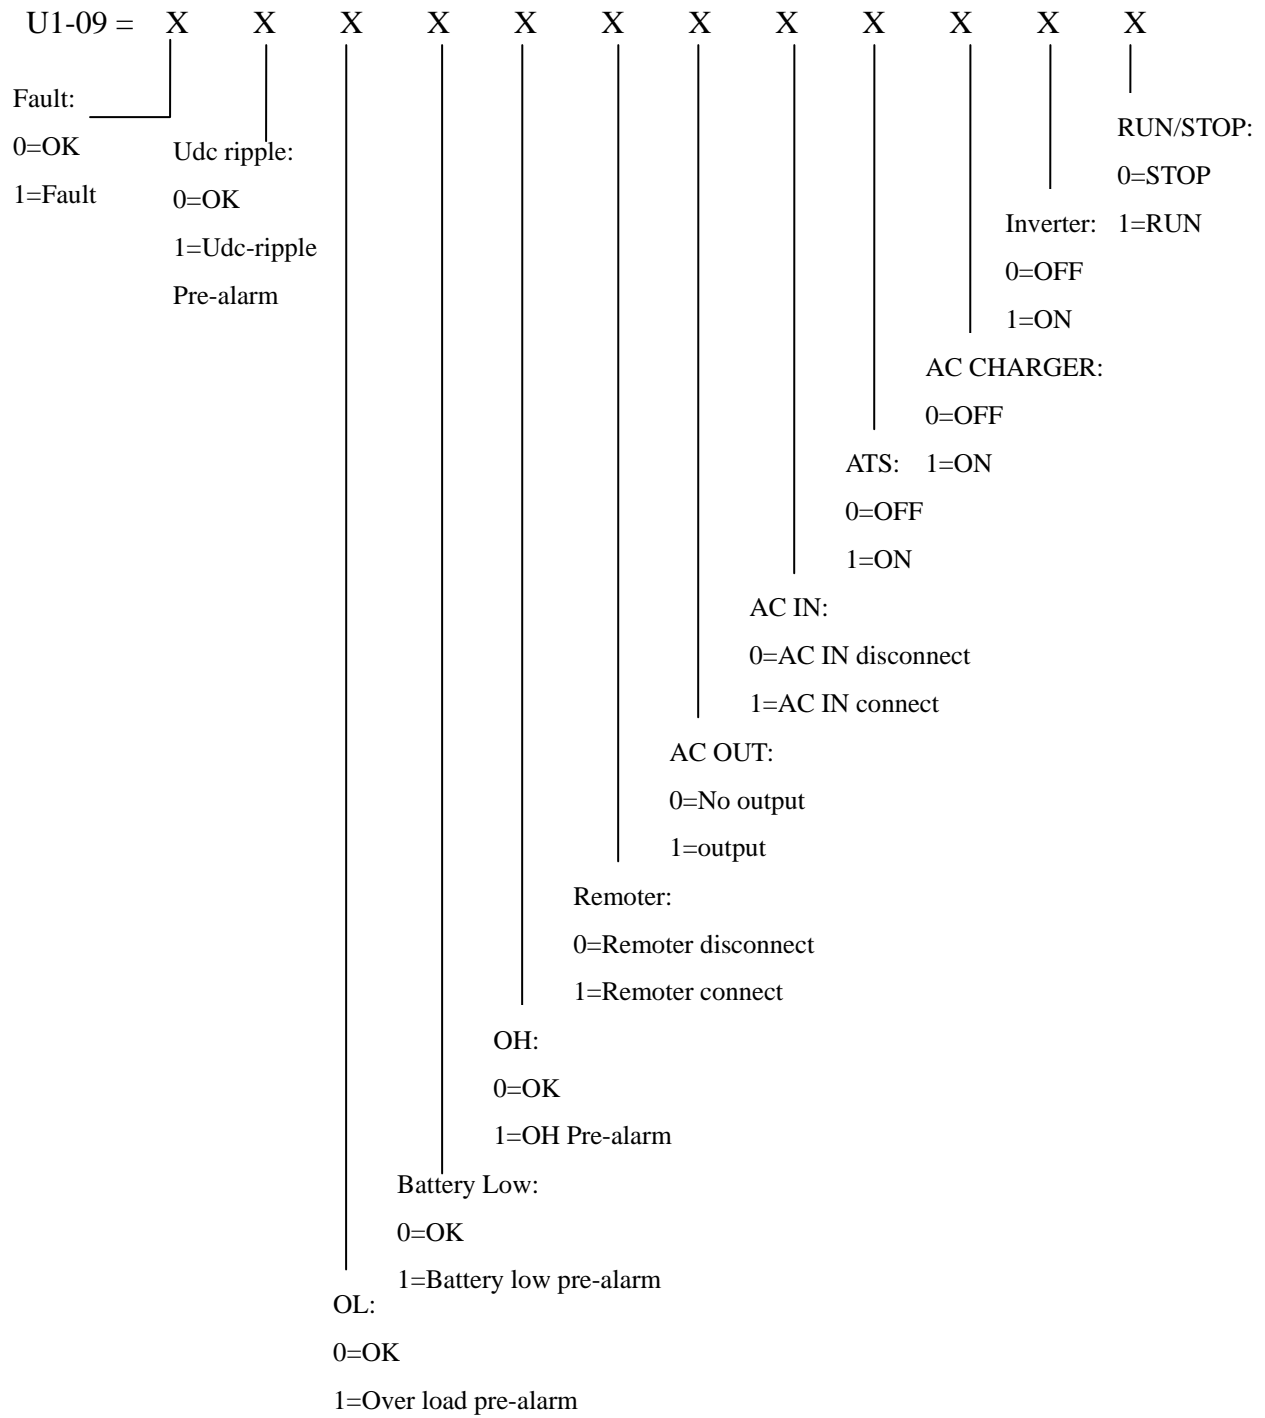 U1-09 = X X X X X X X X X X X X
Fault:
0=OK
1=Fault
Udc ripple:
0=OK
1=Udc-ripple
Pre-alarm
RUN/STOP:
0=STOP
1=RUN
Inverter:
0=OFF
1=ON
AC CHARGER:
0=OFF
1=ON
ATS:
0=OFF
1=ON
AC IN:
0=AC IN disconnect
1=AC IN connect
AC OUT:
0=No output
1=output
Remoter:
0=Remoter disconnect
1=Remoter connect
OH:
0=OK
1=OH Pre-alarm
Battery Low:
0=OK
1=Battery low pre-alarm
OL:
0=OK
1=Over load pre-alarm